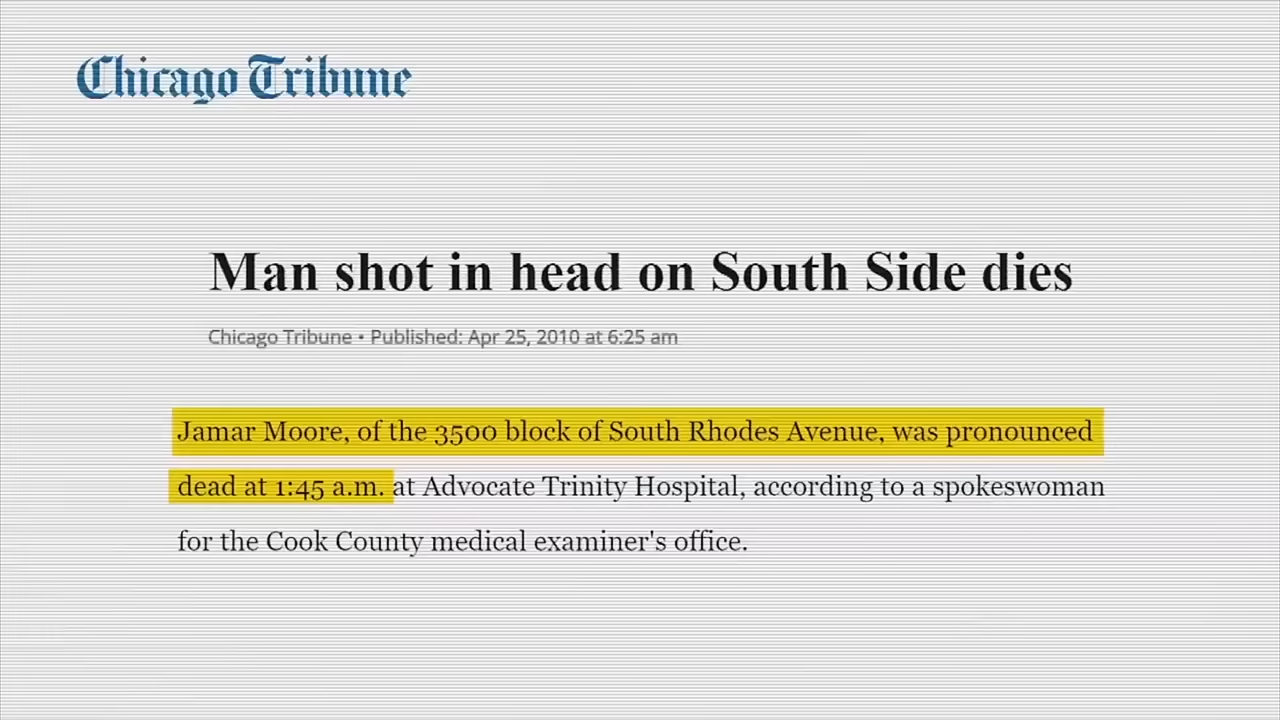 Chicago Tribune
Man shot in head on South Side dies
Chicago Tribune • Published: Apr 25, 2010 at 6:25 am
Jamar Moore, of the 3500 block of South Rhodes Avenue, was pronounced
dead at 1:45 a.m. at Advocate Trinity Hospital, according to a spokeswoman
for the Cook County medical examiner's office.